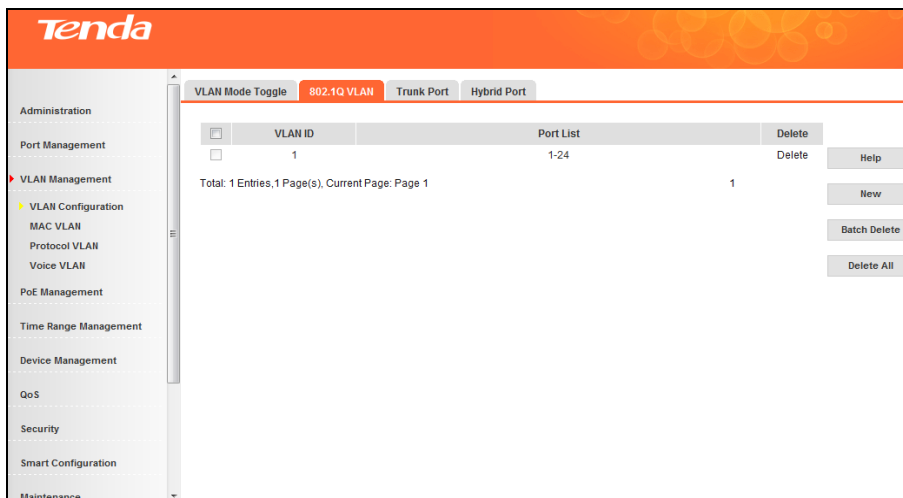 Tenda
Administration
Port Management
VLAN Management
VLAN Configuration
MAC VLAN
Protocol VLAN
Voice VLAN
PoE Management
Time Range Management
Device Management
QoS
Security
Smart Configuration
Maintenance
VLAN Mode Toggle 802.1Q VLAN Trunk Port Hybrid Port
VLAN ID Port List Delete
1 1-24 Delete
Total: 1 Entries,1 Page(s), Current Page: Page 1 1
Help
New
Batch Delete
Delete All